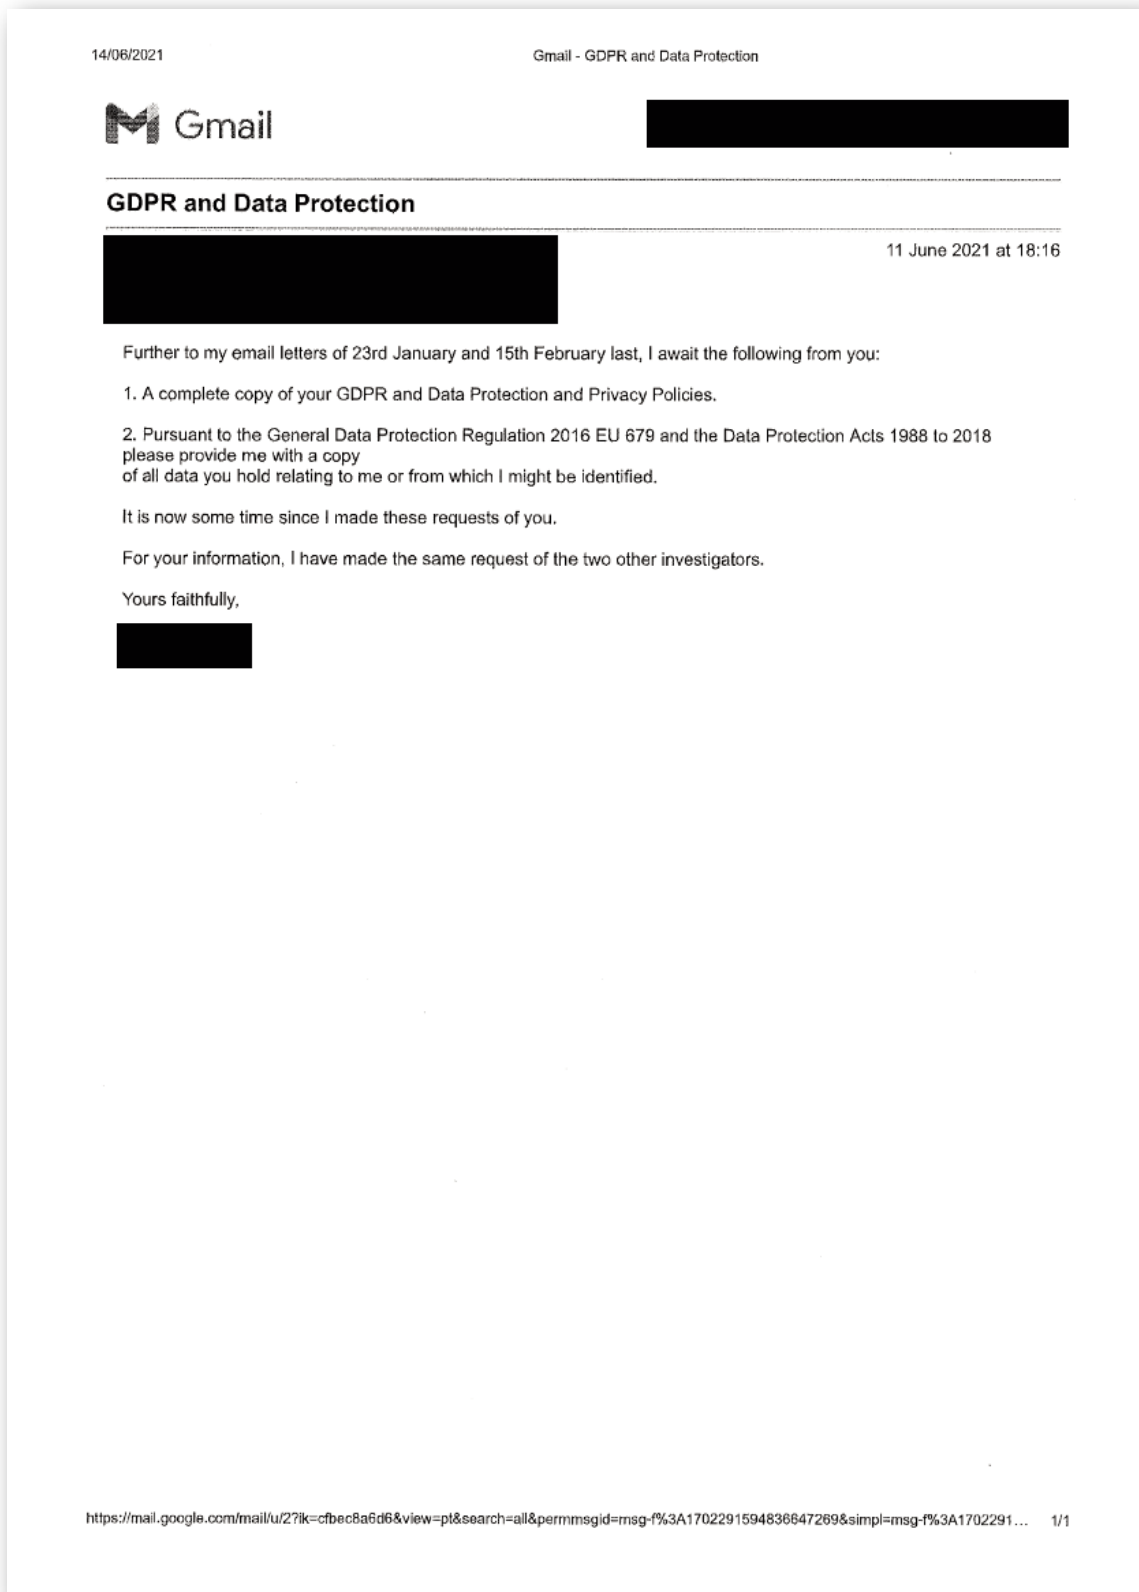 14/06/2021
Gmail - GDPR and Data Protection
Gmail
GDPR and Data Protection
11 June 2021 at 18:16
Further to my email letters of 23rd January and 15th February last, I await the following from you:
1. A complete copy of your GDPR and Data Protection and Privacy Policies.
2. Pursuant to the General Data Protection Regulation 2016 EU 679 and the Data Protection Acts 1988 to 2018
please provide me with a copy
of all data you hold relating to me or from which I might be identified.
It is now some time since I made these requests of you.
For your information, I have made the same request of the two other investigators.
Yours faithfully,
https://mail.google.com/mail/u/2?ik=cfbec8a6d6&view=pt&search=all&permmsgid=msg-f%3A1702291594836647269&simpl=msg-f%3A1702291...
1/1